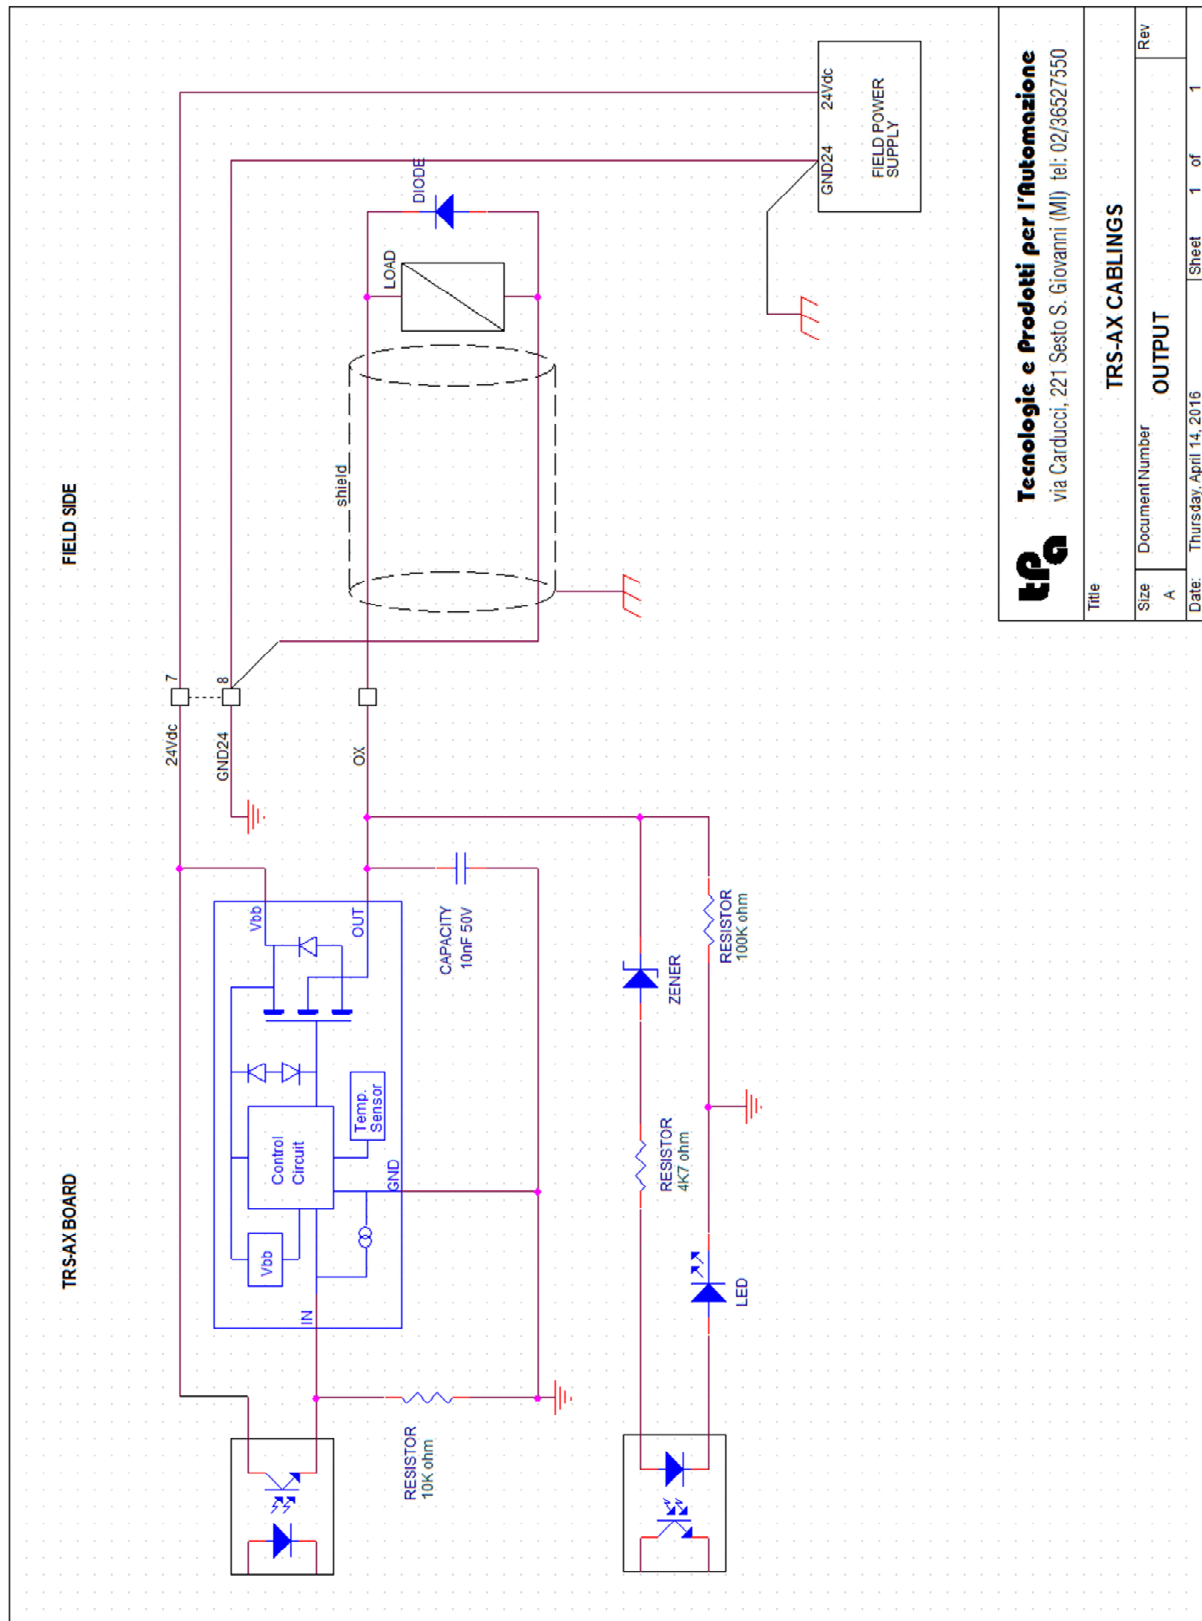 TRS-AX BOARD
FIELD SIDE
24Vdc
7
GND24
8
OX
Vbb
OUT
Vbb
Control
Circuit
Temp.
Sensor
IN
GND
CAPACITY
10nF 50V
RESISTOR
10K ohm
ZENER
RESISTOR
4K7 ohm
RESISTOR
100K ohm
LED
shield
LOAD
DIODE
24Vdc
GND24
FIELD POWER
SUPPLY
tPa
Tecnologie e Prodotti per l'Automazione
via Carducci, 221 Sesto S. Giovanni (MI) tel: 02/36527550
Title
TRS-AX CABLINGS
Size
A
Document Number
OUTPUT
Rev
Date:
Thursday, April 14, 2016
Sheet
1 of 1